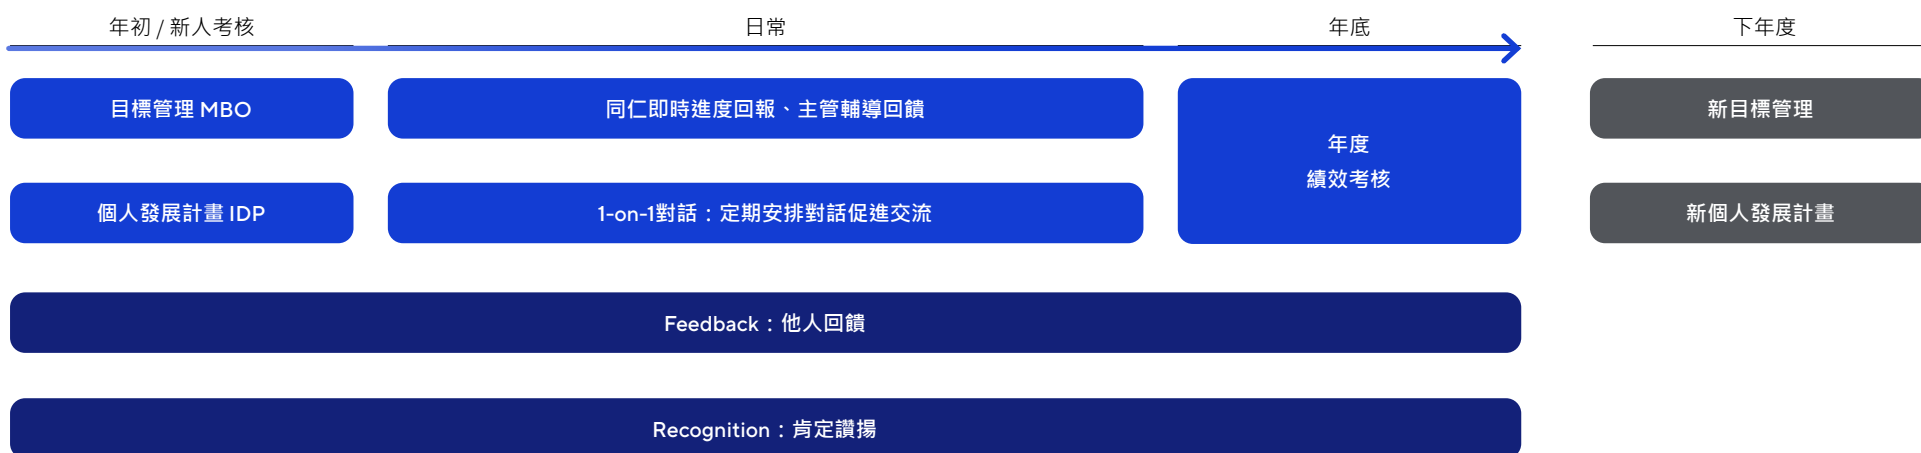 年初 / 新人考核
日常
年底
下年度
目標管理 MBO
同仁即時進度回報、主管輔導回饋
年度
績效考核
新目標管理
個人發展計畫 IDP
1-on-1對話：定期安排對話促進交流
新個人發展計畫
Feedback：他人回饋
Recognition：肯定讚揚